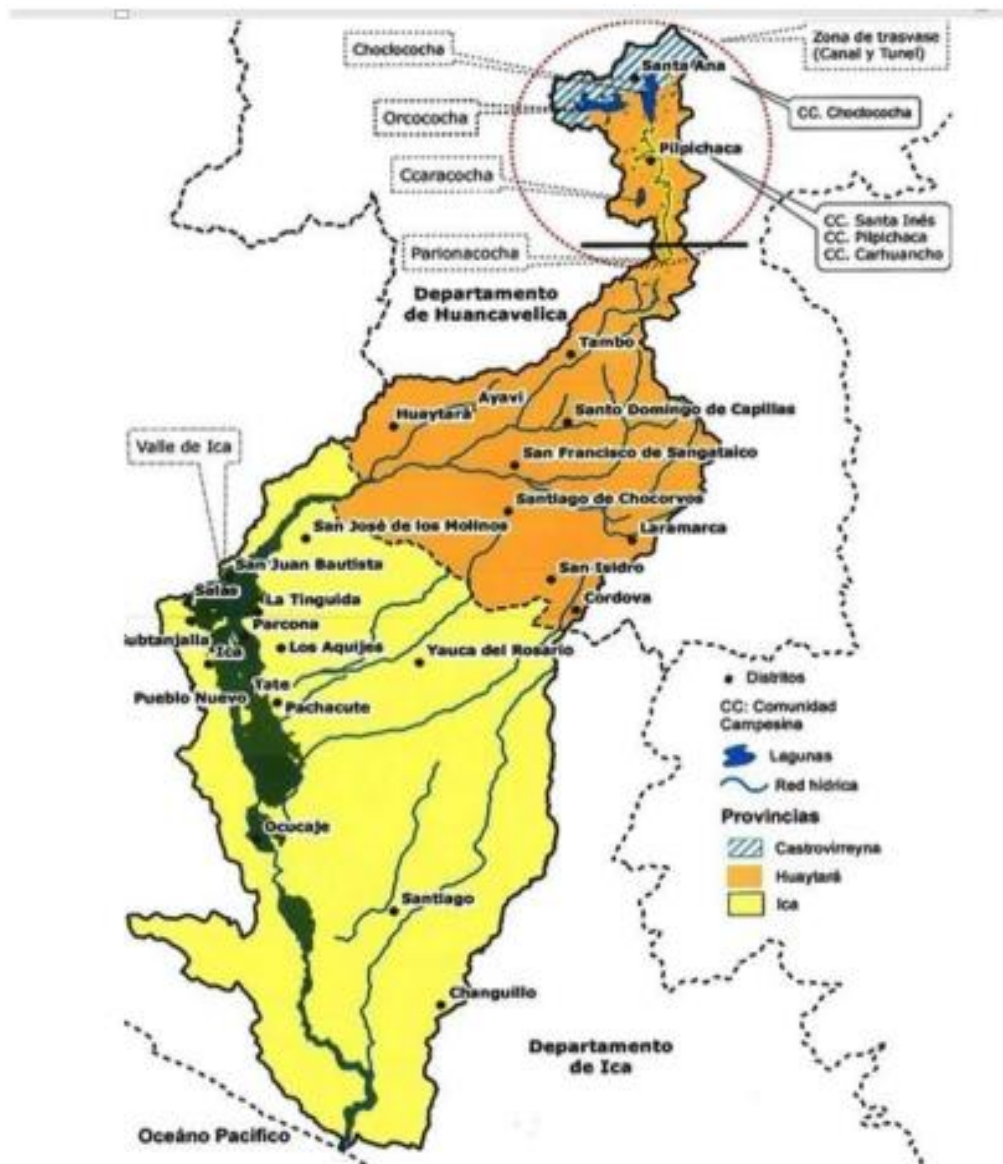 Choclococha
Zona de trasvase
(Canal y Tunel)
Santa Ana
CC. Choclococha
Orcococha
Pilpichaca
Ccaracocha
CC. Santa Inés
CC. Pilpichaca
CC. Carhuancho
Parionacocha
Departamento
de Huancavelica
Tambo
Ayavi
Huaytará
Santo Domingo de Capillas
Valle de Ica
San Francisco de Sangataico
Santiago de Chocorvos
San José de los Molinos
Laramarca
San Juan Bautista
San Isidro
Salas
La Tinguida
Cordova
Parcona
Subtanjalla
Los Aquijes
Ica
Yauca del Rosario
Tate
Pueblo Nuevo
Pachacute
Distritos
CC: Comunidad
Campesina
Lagunas
Red hídrica
Provincias
Castrovirreyna
Huaytará
Ica
Ocucaje
Santiago
Changuillo
Departamento
de Ica
Oceáno Pacifico